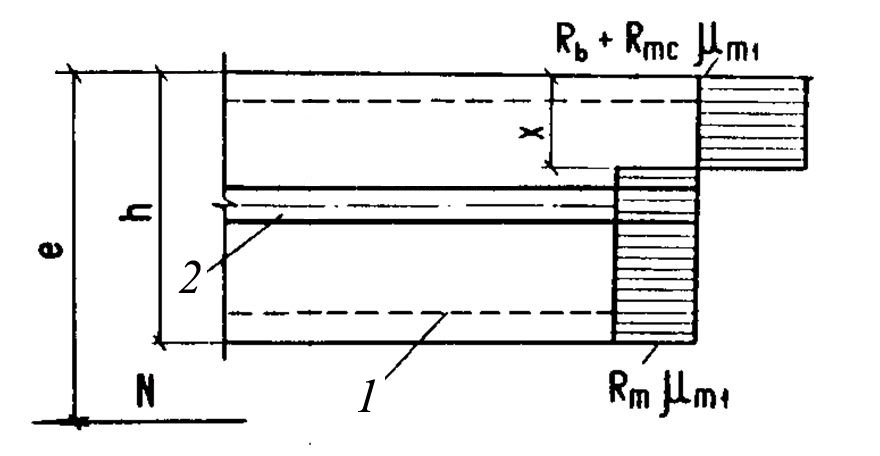 R_b + R_mc μ_m1
x
h
e
2
1
N
R_m μ_m1